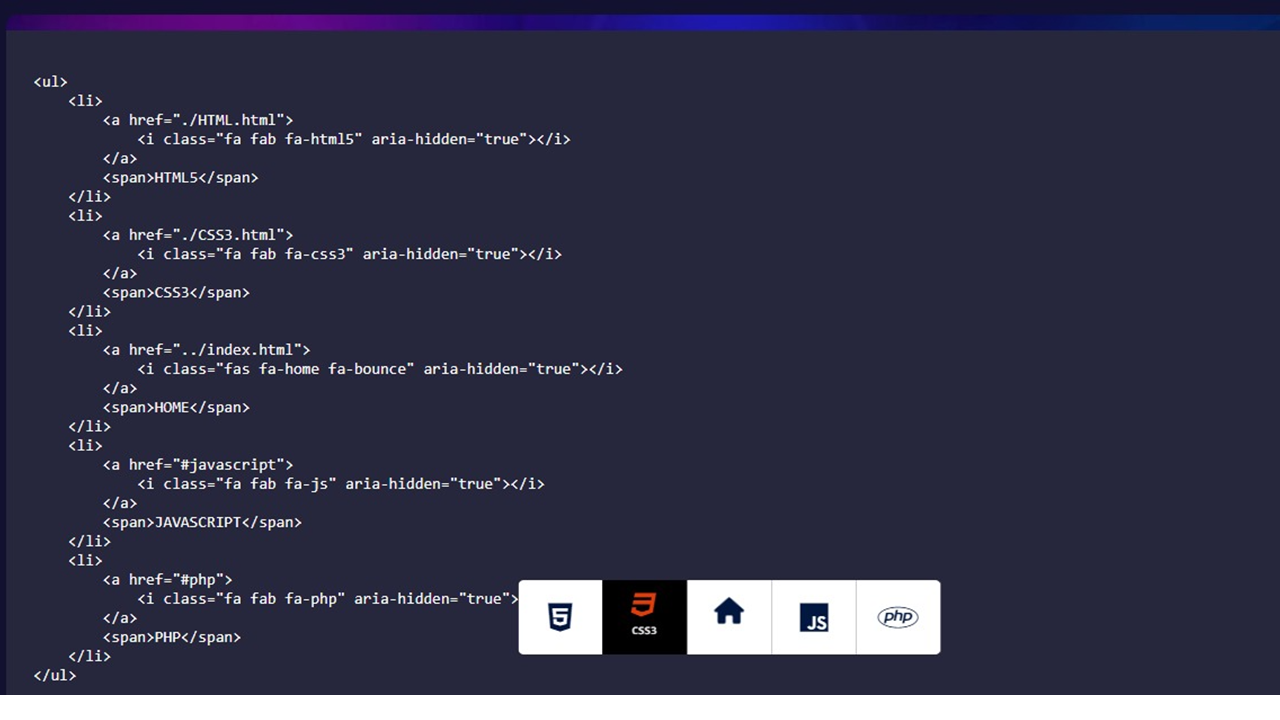 <ul>
    <li>
        <a href="./HTML.html">
            <i class="fa fab fa-html5" aria-hidden="true"></i>
        </a>
        <span>HTML5</span>
    </li>
    <li>
        <a href="./CSS3.html">
            <i class="fa fab fa-css3" aria-hidden="true"></i>
        </a>
        <span>CSS3</span>
    </li>
    <li>
        <a href="../index.html">
            <i class="fas fa-home fa-bounce" aria-hidden="true"></i>
        </a>
        <span>HOME</span>
    </li>
    <li>
        <a href="#javascript">
            <i class="fa fab fa-js" aria-hidden="true"></i>
        </a>
        <span>JAVASCRIPT</span>
    </li>
    <li>
        <a href="#php">
            <i class="fa fab fa-php" aria-hidden="true">
        </a>
        <span>PHP</span>
    </li>
</ul>
5
CSS3
JS
php